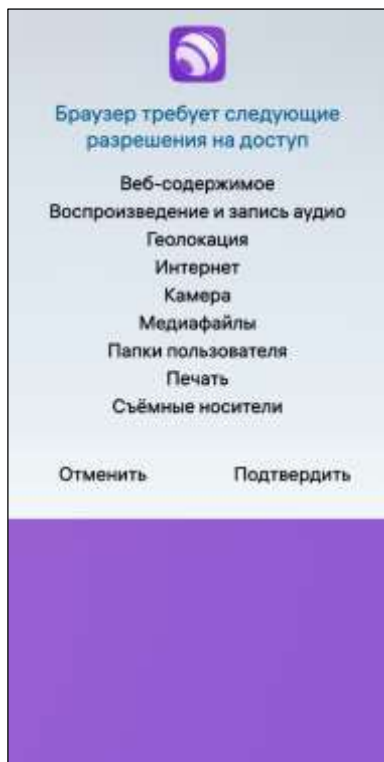 Браузер требует следующие
разрешения на доступ
Веб-содержимое
Воспроизведение и запись аудио
Геолокация
Интернет
Камера
Медиафайлы
Папки пользователя
Печать
Съёмные носители
Отменить Подтвердить